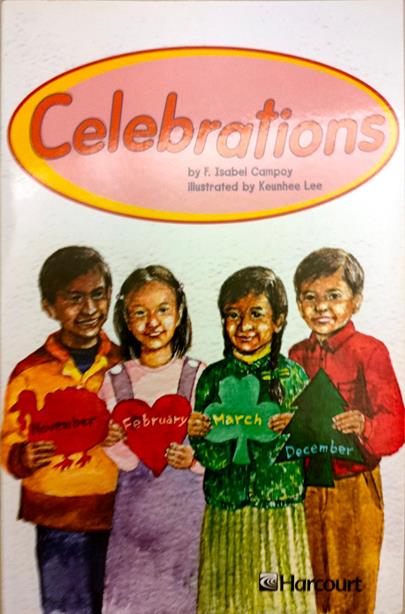 Celebrations
by F. Isabel Campoy
illustrated by Keunhee Lee
November
February
March
December
Harcourt